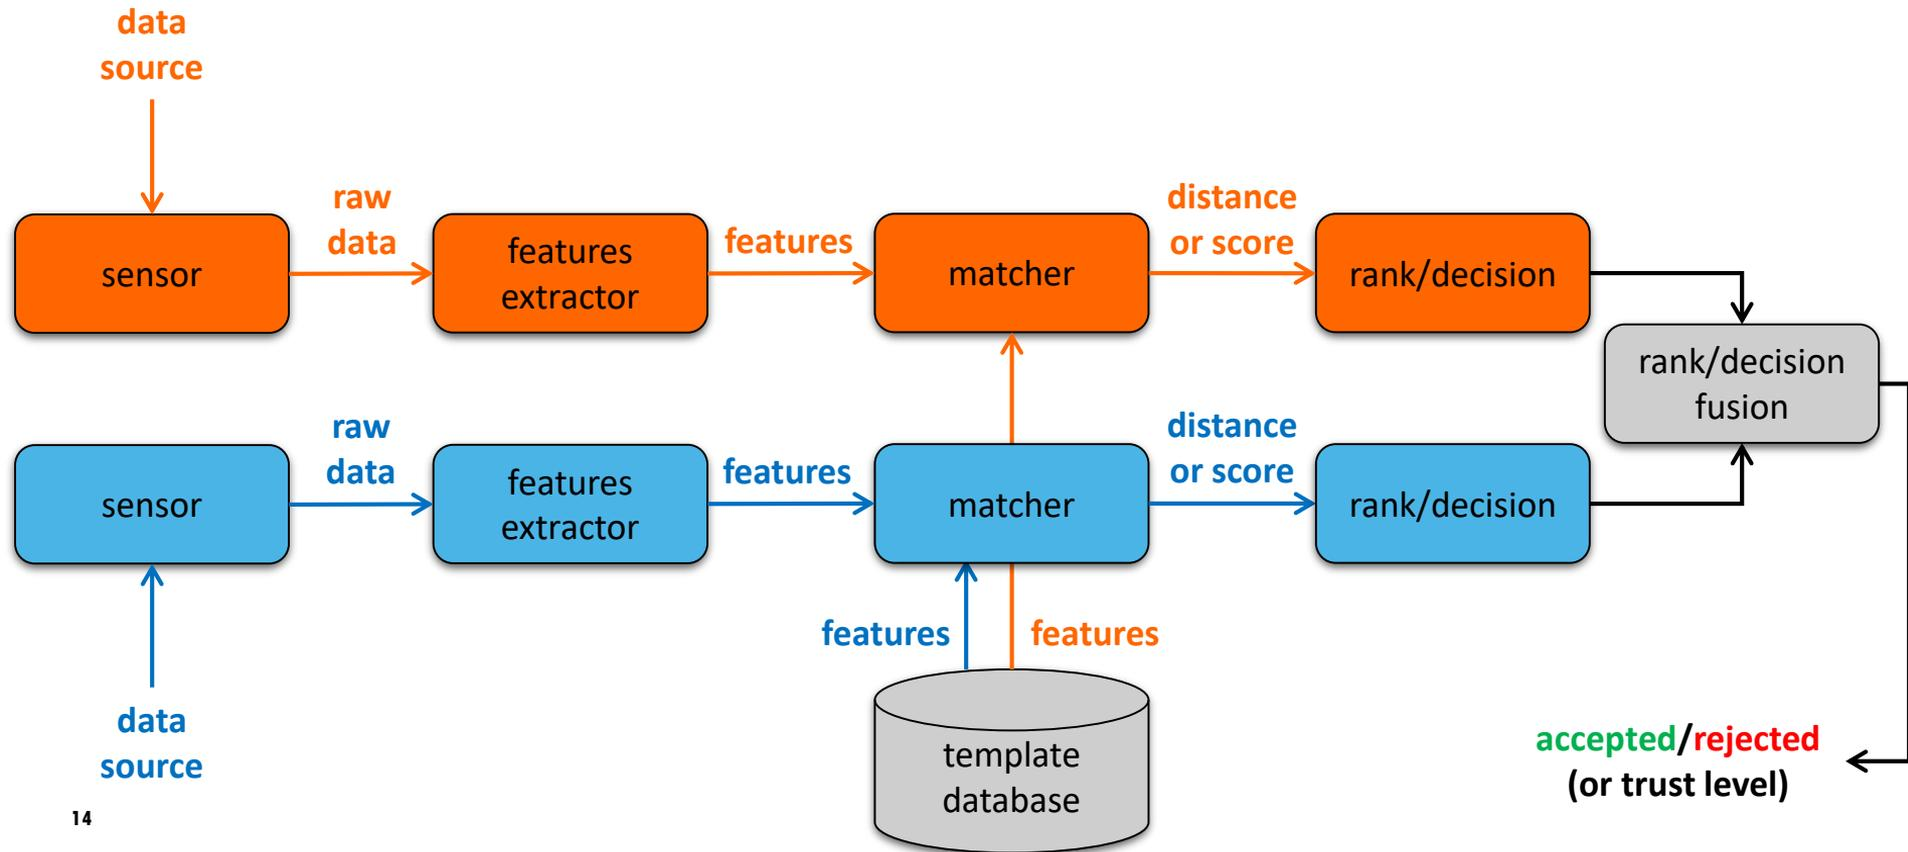 data
source
raw
data
distance
or score
sensor
features
extractor
features
matcher
rank/decision
rank/decision
fusion
raw
data
distance
or score
sensor
features
extractor
features
matcher
rank/decision
features
features
data
source
template
database
accepted/rejected
(or trust level)
14